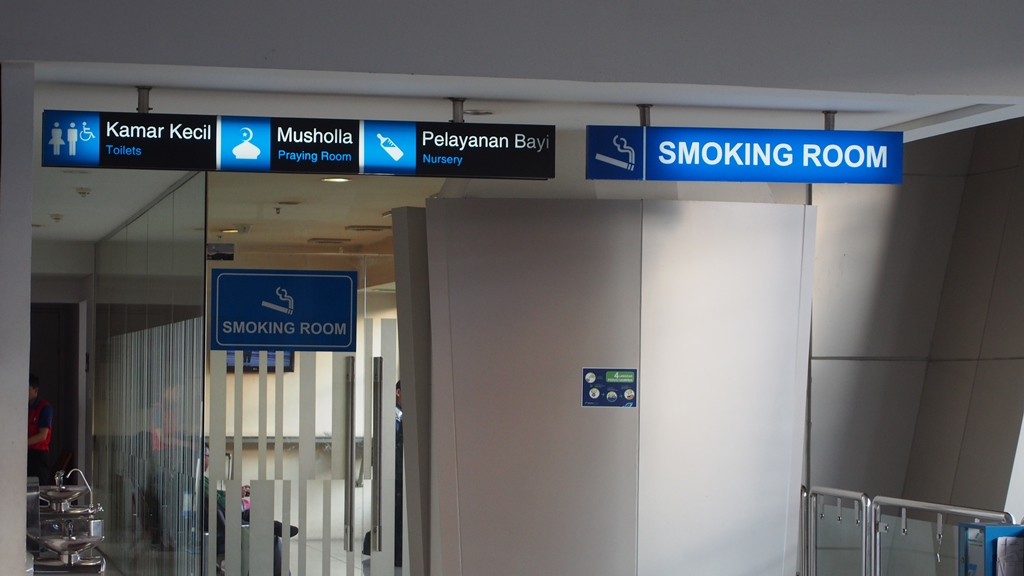 Kamar Kecil
Toilets
Musholla
Praying Room
Pelayanan Bayi
Nursery
SMOKING ROOM
SMOKING ROOM